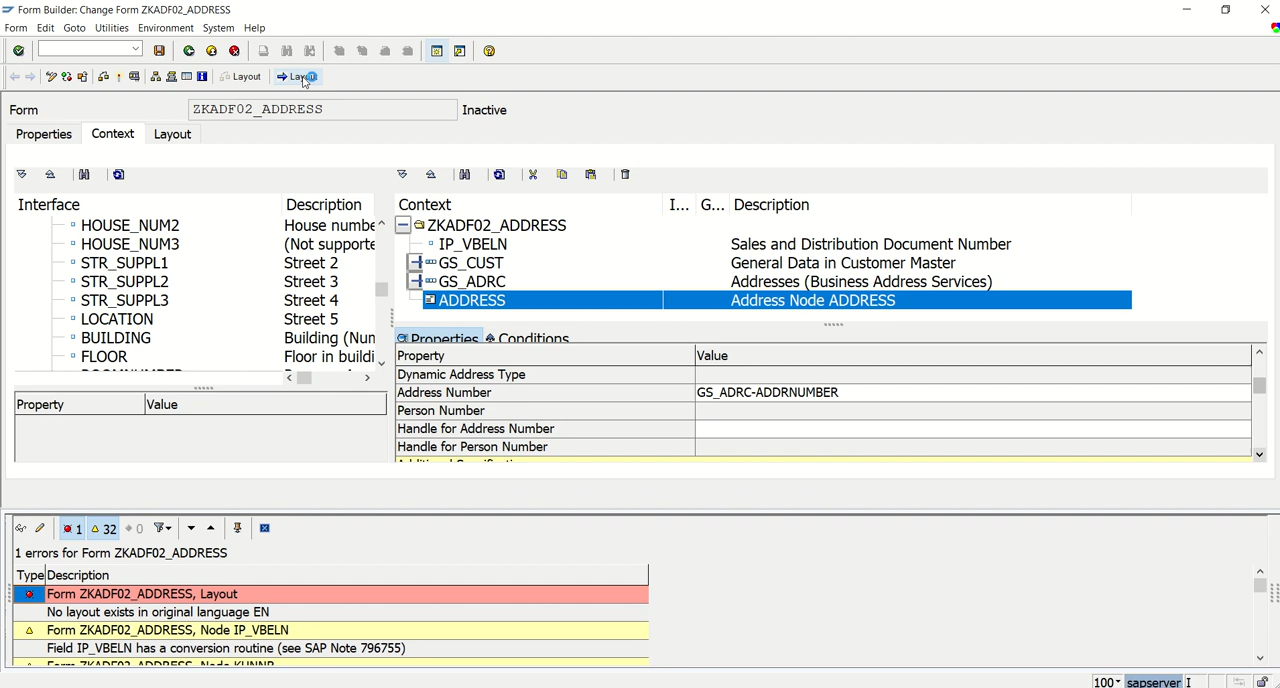 Form Builder: Change Form ZKADF02_ADDRESS
Form Edit Goto Utilities Environment System Help
Layout Layout
Form ZKADF02_ADDRESS Inactive
Properties Context Layout
Interface Description
HOUSE_NUM2 House numbe
HOUSE_NUM3 (Not supporte
STR_SUPPL1 Street 2
STR_SUPPL2 Street 3
STR_SUPPL3 Street 4
LOCATION Street 5
BUILDING Building (Num
FLOOR Floor in buildi
Property Value
Context I... G... Description
ZKADF02_ADDRESS
IP_VBELN Sales and Distribution Document Number
GS_CUST General Data in Customer Master
GS_ADRC Addresses (Business Address Services)
ADDRESS Address Node ADDRESS
Properties Conditions
Property Value
Dynamic Address Type
Address Number GS_ADRC-ADDRNUMBER
Person Number
Handle for Address Number
Handle for Person Number
1 32 0
1 errors for Form ZKADF02_ADDRESS
Type Description
Form ZKADF02_ADDRESS, Layout
No layout exists in original language EN
Form ZKADF02_ADDRESS, Node IP_VBELN
Field IP_VBELN has a conversion routine (see SAP Note 796755)
Form ZKADF02_ADDRESS, Node KUNNR
100 sapserver I